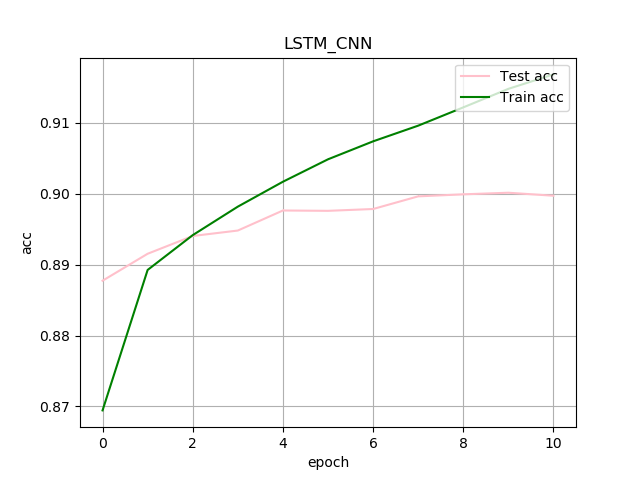 LSTM_CNN
Test acc
Train acc
0.91
0.90
0.89
0.88
0.87
acc
0 2 4 6 8 10
epoch